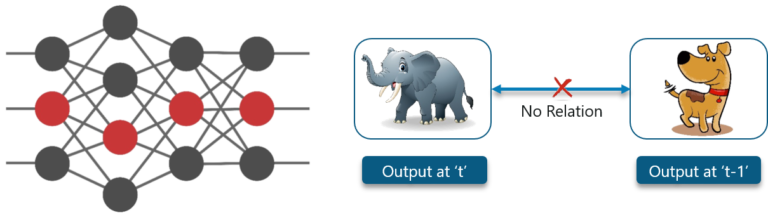 No Relation
Output at ‘t’
Output at ‘t-1’